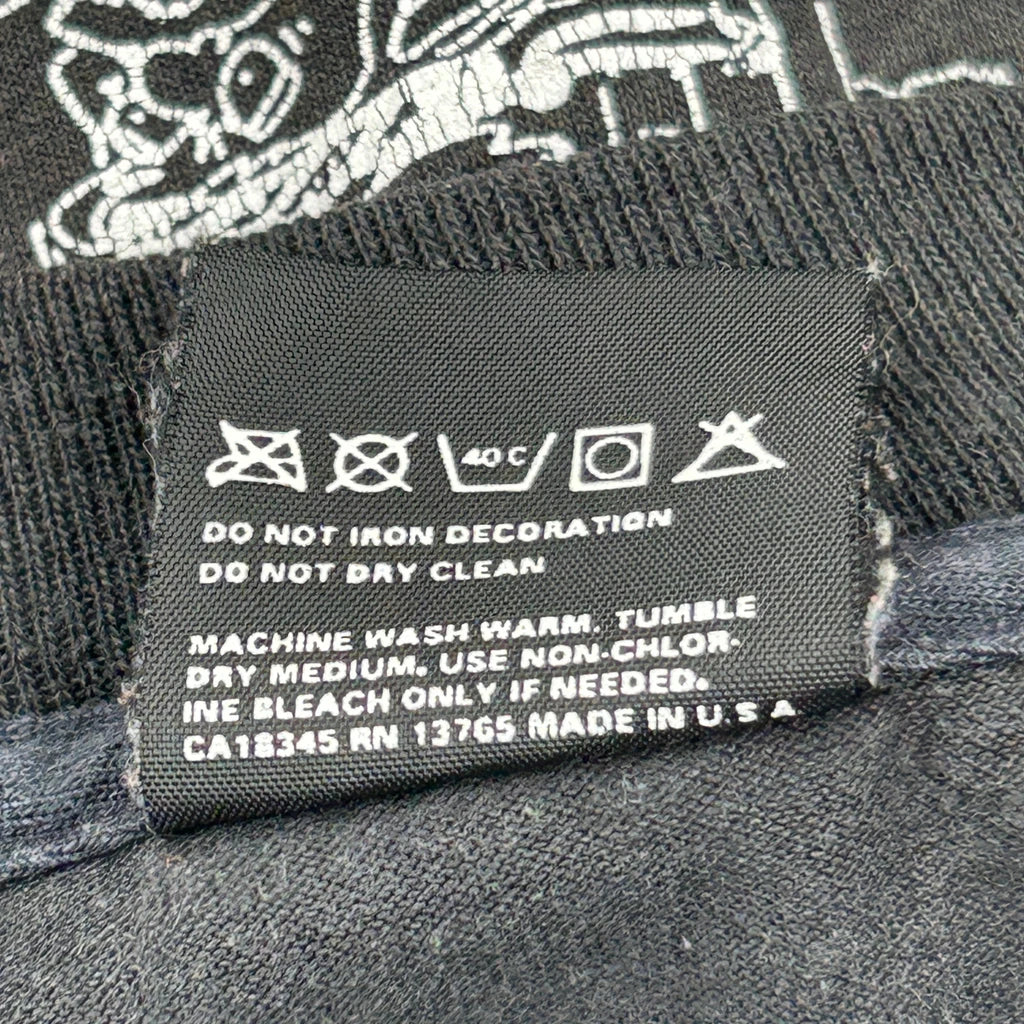 40 C
DO NOT IRON DECORATION
DO NOT DRY CLEAN
MACHINE WASH WARM. TUMBLE
DRY MEDIUM. USE NON-CHLOR-
INE BLEACH ONLY IF NEEDED.
CA18345 RN 13765 MADE IN U.S A.